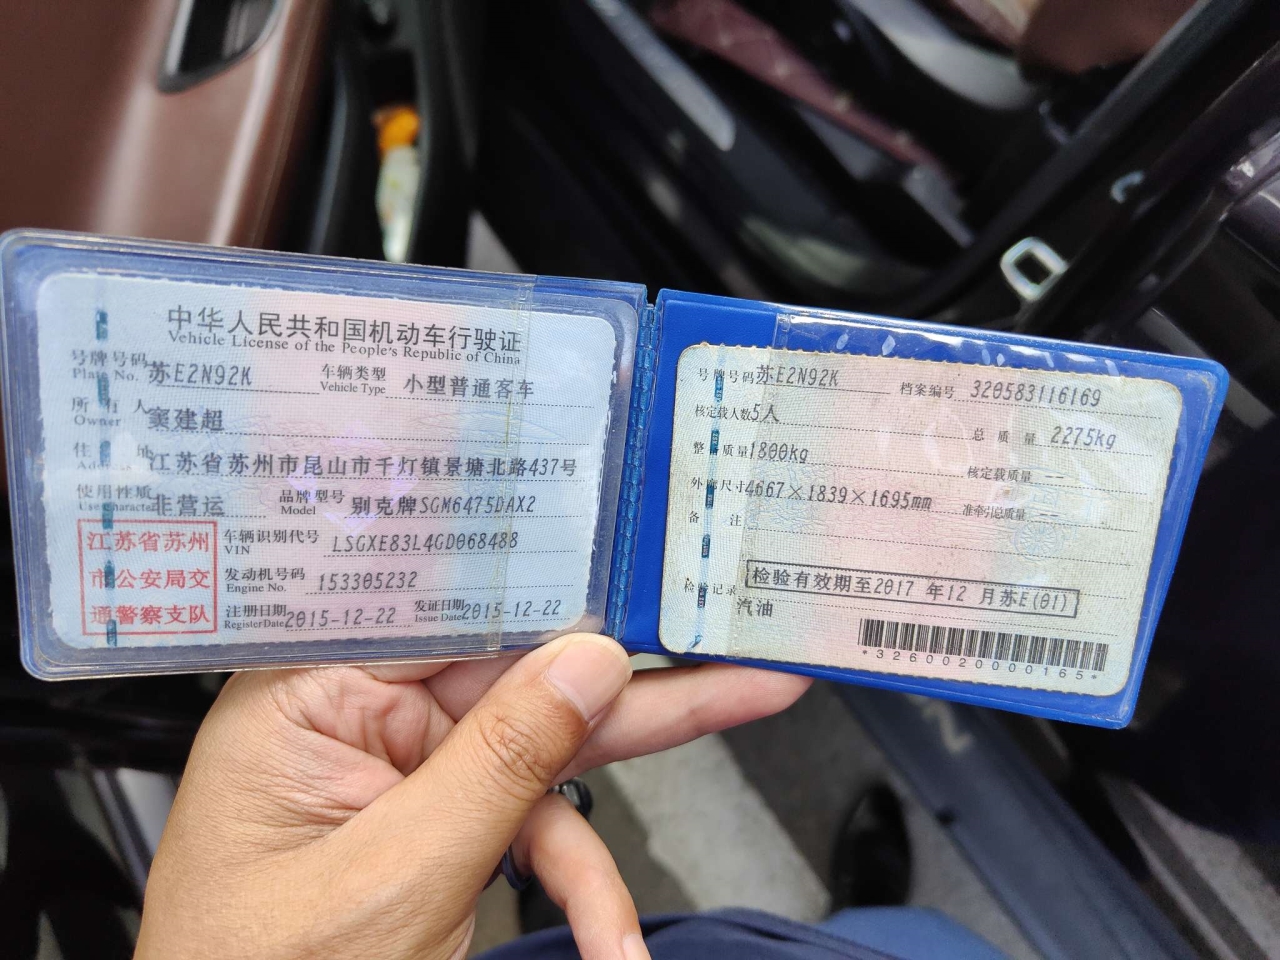 中华人民共和国机动车行驶证
Vehicle License of the People's Republic of China
号牌号码 苏E2N92K 车辆类型 小型普通客车
Plate No. Vehicle Type
所有人 窦建超
Owner
住址 江苏省苏州市昆山市千灯镇景塘北路437号
Address
使用性质 非营运 品牌型号 别克牌SGM6475DAX2
Use Character Model
江苏省苏州
市公安局交
通警察支队
车辆识别代号 LSGXE83L4GD068488
VIN
发动机号码 153305232
Engine No.
注册日期 2015-12-22 发证日期 2015-12-22
Register Date Issue Date
号牌号码 苏E2N92K 档案编号 320583116169
核定载人数 5人 总质量 2275kg
整备质量 1800kg 核定载质量 --
外廓尺寸 4667×1839×1695mm 准牵引总质量 --
备注
检验有效期至2017 年12 月苏E(01)
检验记录
汽油
*3260020000165*